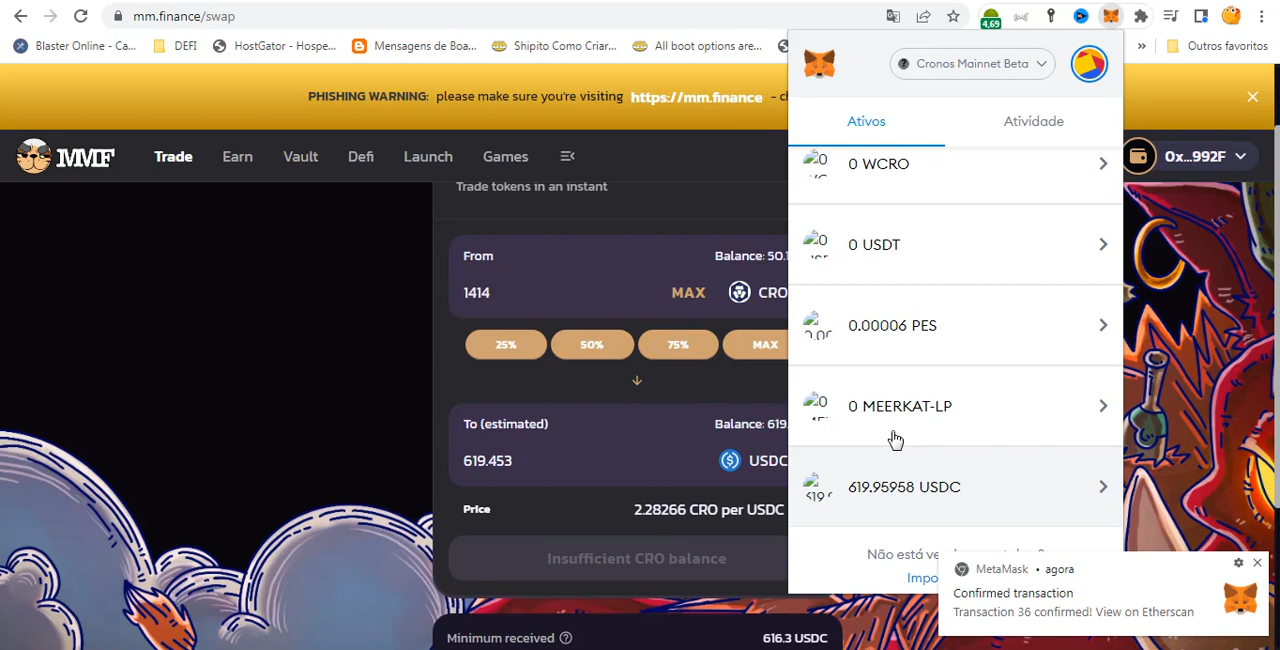 mm.finance/swap
4,69
Blaster Online - Ca...
DEFI
HostGator - Hospe...
Mensagens de Boa...
Shipito Como Criar...
All boot options are...
»
Outros favoritos
PHISHING WARNING: please make sure you're visiting https://mm.finance - ch
MMF
Trade
Earn
Vault
Defi
Launch
Games
0x...992F
Trade tokens in an instant
From
Balance: 50.1
1414
MAX
CRO
25%
50%
75%
MAX
To (estimated)
Balance: 619.
619.453
USDC
Price
2.28266 CRO per USDC
Insufficient CRO balance
Minimum received
616.3 USDC
Cronos Mainnet Beta
Ativos
Atividade
0 WCRO
0 USDT
0.00006 PES
0 MEERKAT-LP
619.95958 USDC
Não está ve
Impo
MetaMask • agora
Confirmed transaction
Transaction 36 confirmed! View on Etherscan